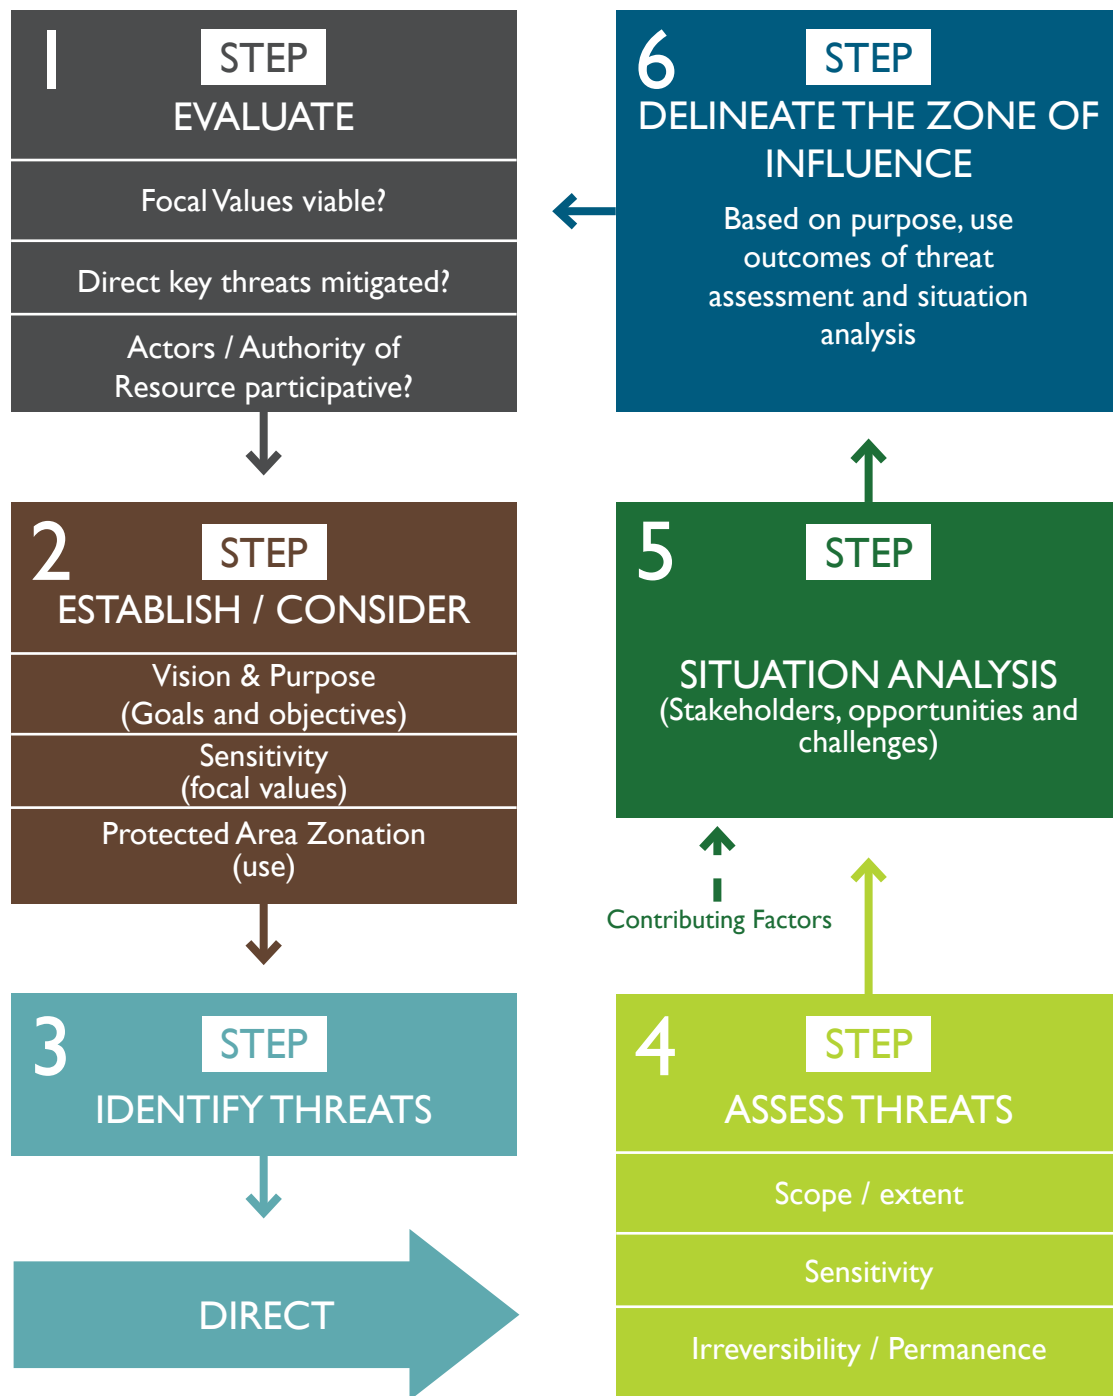 1
STEP
EVALUATE
Focal Values viable?
Direct key threats mitigated?
Actors / Authority of
Resource participative?
2
STEP
ESTABLISH / CONSIDER
Vision & Purpose
(Goals and objectives)
Sensitivity
(focal values)
Protected Area Zonation
(use)
3
STEP
IDENTIFY THREATS
DIRECT
4
STEP
ASSESS THREATS
Scope / extent
Sensitivity
Irreversibility / Permanence
Contributing Factors
5
STEP
SITUATION ANALYSIS
(Stakeholders, opportunities and
challenges)
6
STEP
DELINEATE THE ZONE OF
INFLUENCE
Based on purpose, use
outcomes of threat
assessment and situation
analysis